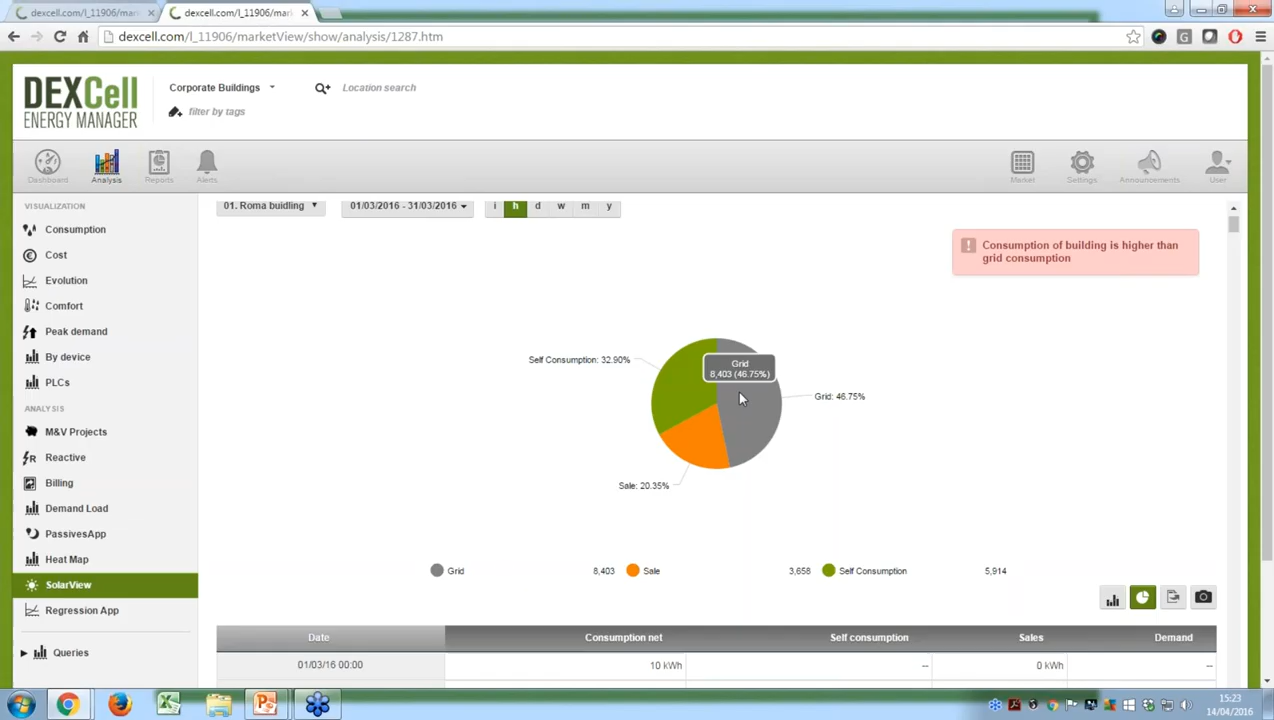 dexcell.com/l_11906/mar
dexcell.com/l_11906/mar
dexcell.com/l_11906/marketView/show/analysis/1287.htm
DEXCell
ENERGY MANAGER
Corporate Buildings
Location search
filter by tags
Dashboard
Analysis
Reports
Alerts
Market
Settings
Announcements
User
VISUALIZATION
Consumption
Cost
Evolution
Comfort
Peak demand
By device
PLCs
ANALYSIS
M&V Projects
Reactive
Billing
Demand Load
PassivesApp
Heat Map
SolarView
Regression App
Queries
01. Roma buidling
01/03/2016 - 31/03/2016
i h d w m y
Consumption of building is higher than
grid consumption
Self Consumption: 32.90%
Grid
8,403 (46.75%)
Grid: 46.75%
Sale: 20.35%
Grid 8,403 Sale 3,658 Self Consumption 5,914
Date Consumption net Self consumption Sales Demand
01/03/16 00:00 10 kWh -- 0 kWh --
15:23
14/04/2016